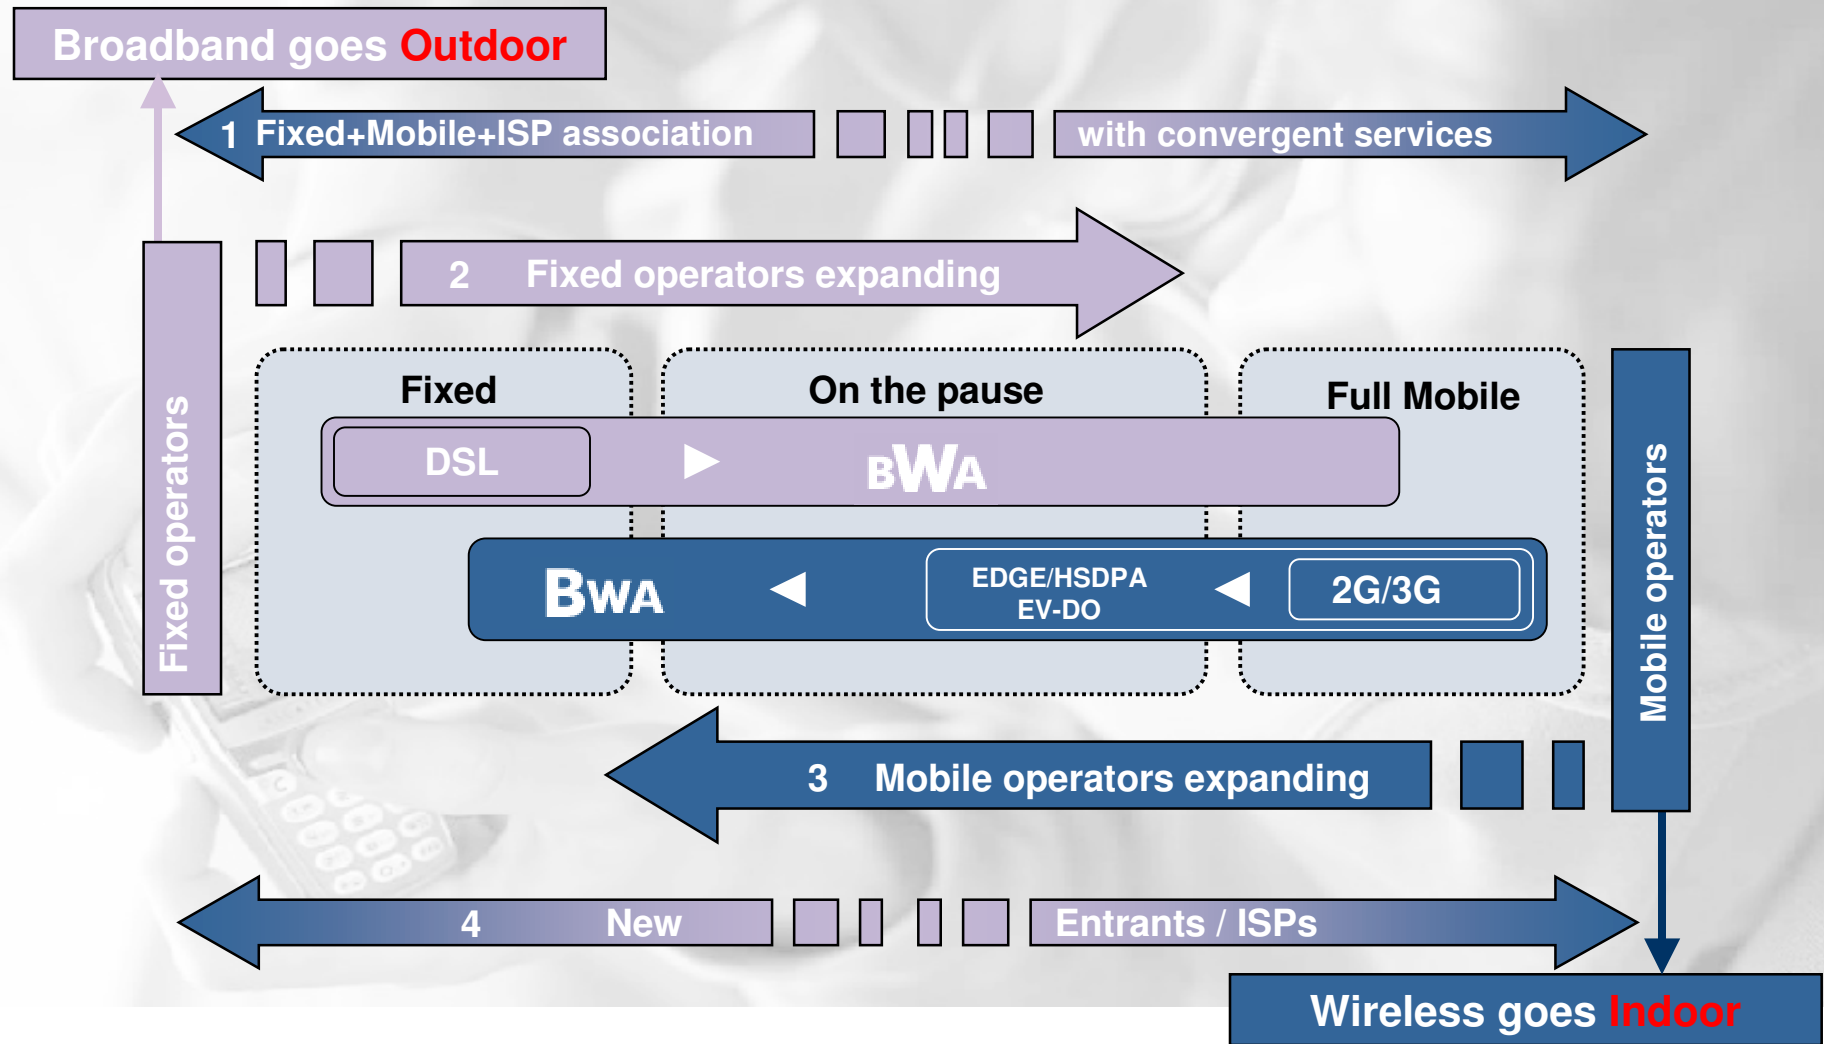 Broadband goes Outdoor
1 Fixed+Mobile+ISP association with convergent services
2 Fixed operators expanding
Fixed operators
Fixed
On the pause
Full Mobile
DSL
BWA
BWA
EDGE/HSDPA
EV-DO
2G/3G
Mobile operators
3 Mobile operators expanding
4 New Entrants / ISPs
Wireless goes Indoor